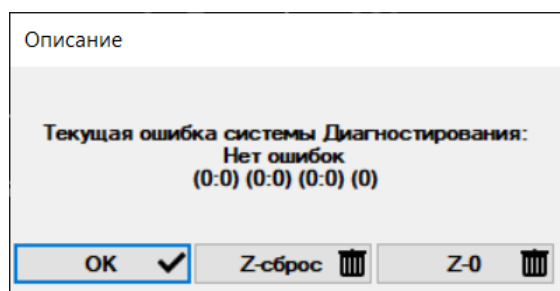 Описание
Текущая ошибка системы Диагностирования:
Нет ошибок
(0:0) (0:0) (0:0) (0)
OK
Z-сброс
Z-0